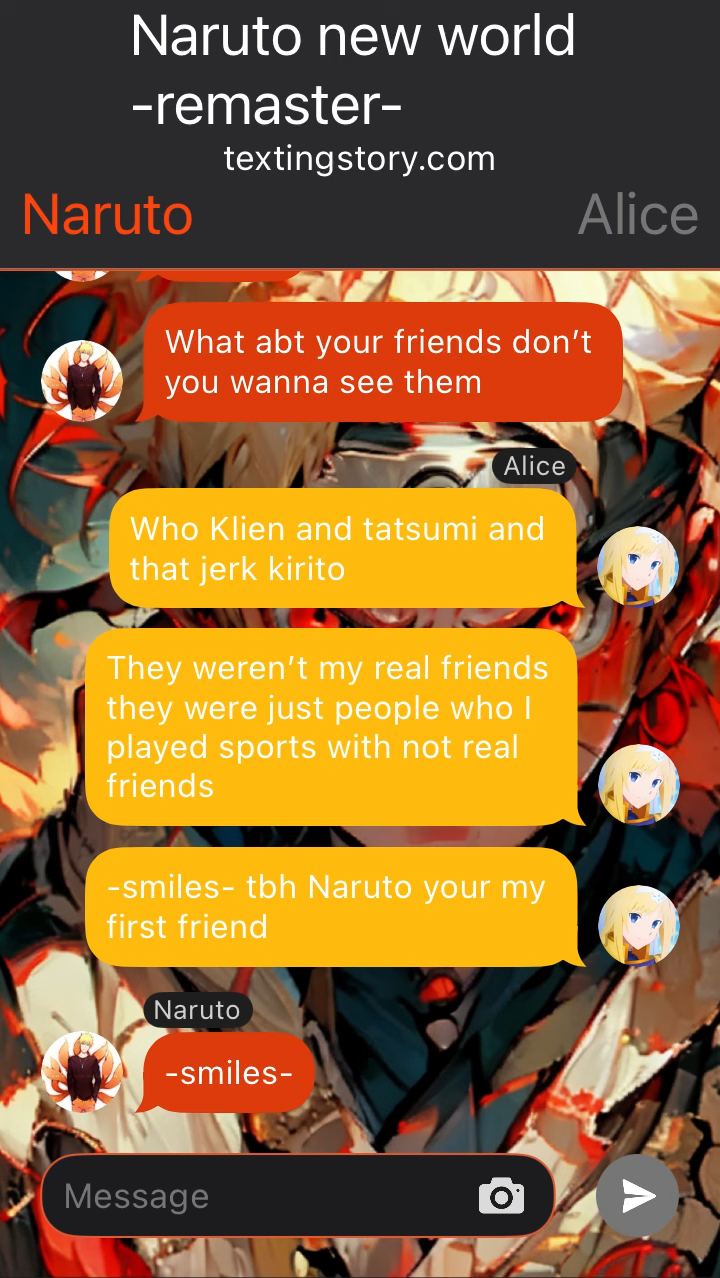 Naruto new world
-remaster-
textingstory.com
Naruto
Alice
What abt your friends don’t
you wanna see them
Alice
Who Klien and tatsumi and
that jerk kirito
They weren’t my real friends
they were just people who I
played sports with not real
friends
-smiles- tbh Naruto your my
first friend
Naruto
-smiles-
Message